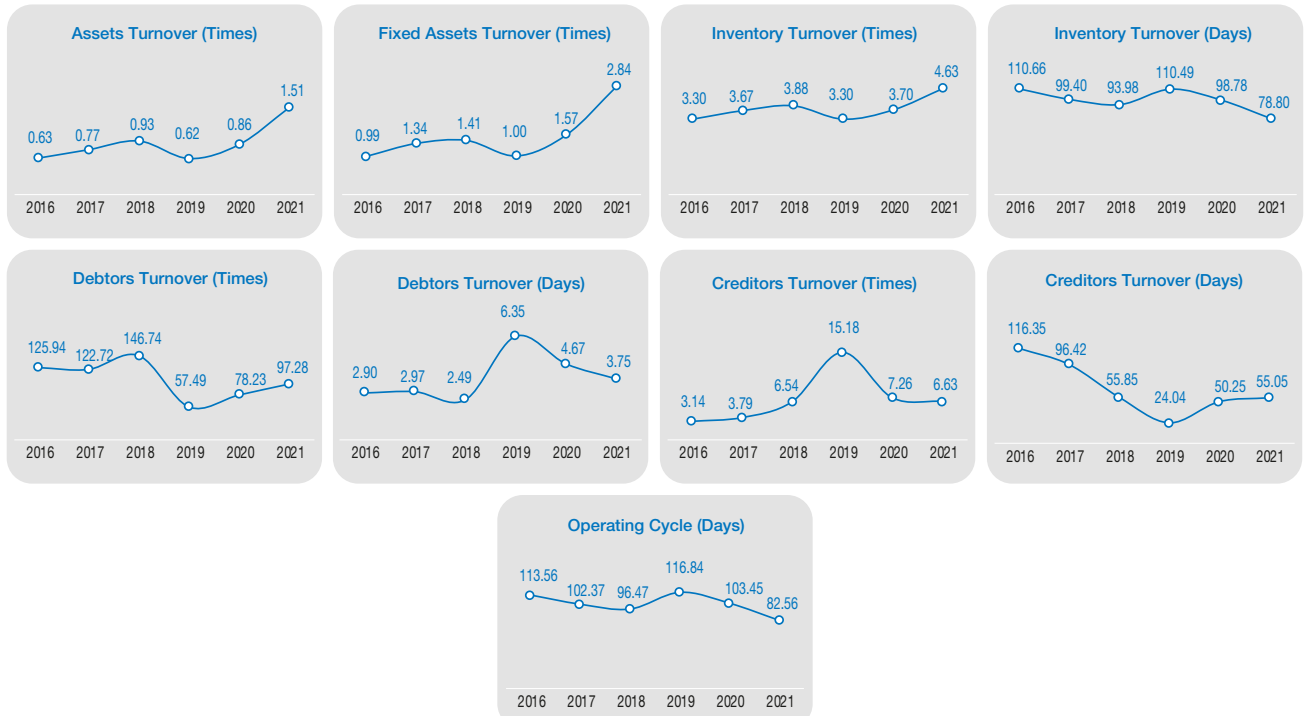 Assets Turnover (Times)
0.63 0.77 0.93 0.62 0.86 1.51
2016 2017 2018 2019 2020 2021
Fixed Assets Turnover (Times)
0.99 1.34 1.41 1.00 1.57 2.84
2016 2017 2018 2019 2020 2021
Inventory Turnover (Times)
3.30 3.67 3.88 3.30 3.70 4.63
2016 2017 2018 2019 2020 2021
Inventory Turnover (Days)
110.66 99.40 93.98 110.49 98.78 78.80
2016 2017 2018 2019 2020 2021
Debtors Turnover (Times)
125.94 122.72 146.74 57.49 78.23 97.28
2016 2017 2018 2019 2020 2021
Debtors Turnover (Days)
2.90 2.97 2.49 6.35 4.67 3.75
2016 2017 2018 2019 2020 2021
Creditors Turnover (Times)
3.14 3.79 6.54 15.18 7.26 6.63
2016 2017 2018 2019 2020 2021
Creditors Turnover (Days)
116.35 96.42 55.85 24.04 50.25 55.05
2016 2017 2018 2019 2020 2021
Operating Cycle (Days)
113.56 102.37 96.47 116.84 103.45 82.56
2016 2017 2018 2019 2020 2021